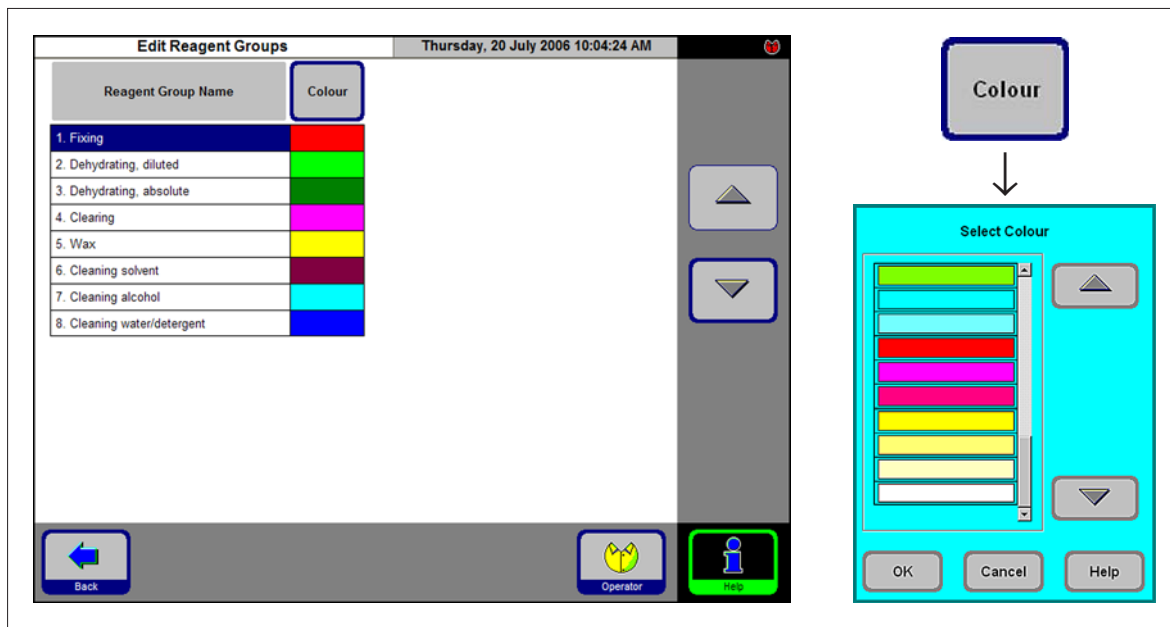 Edit Reagent Groups
Thursday, 20 July 2006 10:04:24 AM
Reagent Group Name
Colour
1. Fixing
2. Dehydrating, diluted
3. Dehydrating, absolute
4. Clearing
5. Wax
6. Cleaning solvent
7. Cleaning alcohol
8. Cleaning water/detergent
Back
Operator
Help
Colour
Select Colour
OK
Cancel
Help